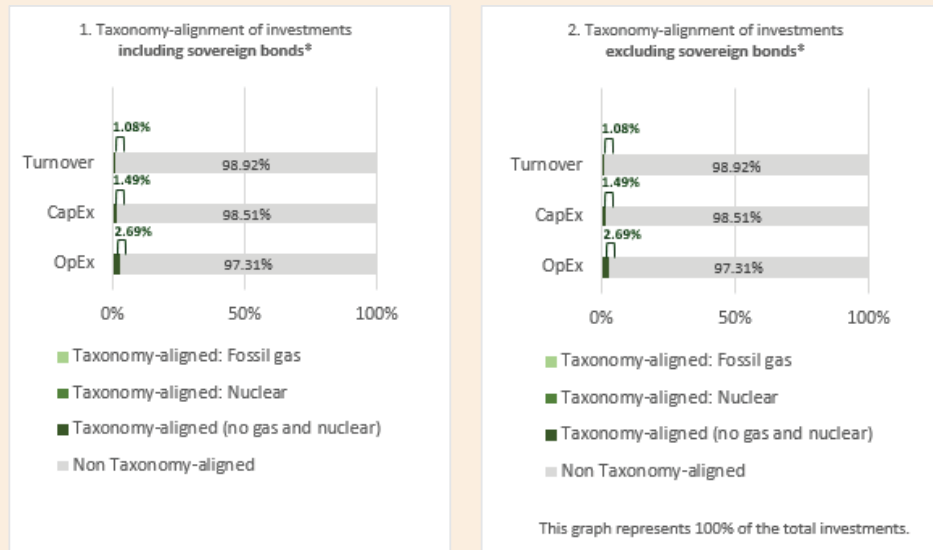 1. Taxonomy-alignment of investments
including sovereign bonds*
1.08%
Turnover
98.92%
1.49%
CapEx
98.51%
2.69%
OpEx
97.31%
0%
50%
100%
Taxonomy-aligned: Fossil gas
Taxonomy-aligned: Nuclear
Taxonomy-aligned (no gas and nuclear)
Non Taxonomy-aligned
2. Taxonomy-alignment of investments
excluding sovereign bonds*
1.08%
Turnover
98.92%
1.49%
CapEx
98.51%
2.69%
OpEx
97.31%
0%
50%
100%
Taxonomy-aligned: Fossil gas
Taxonomy-aligned: Nuclear
Taxonomy-aligned (no gas and nuclear)
Non Taxonomy-aligned
This graph represents 100% of the total investments.